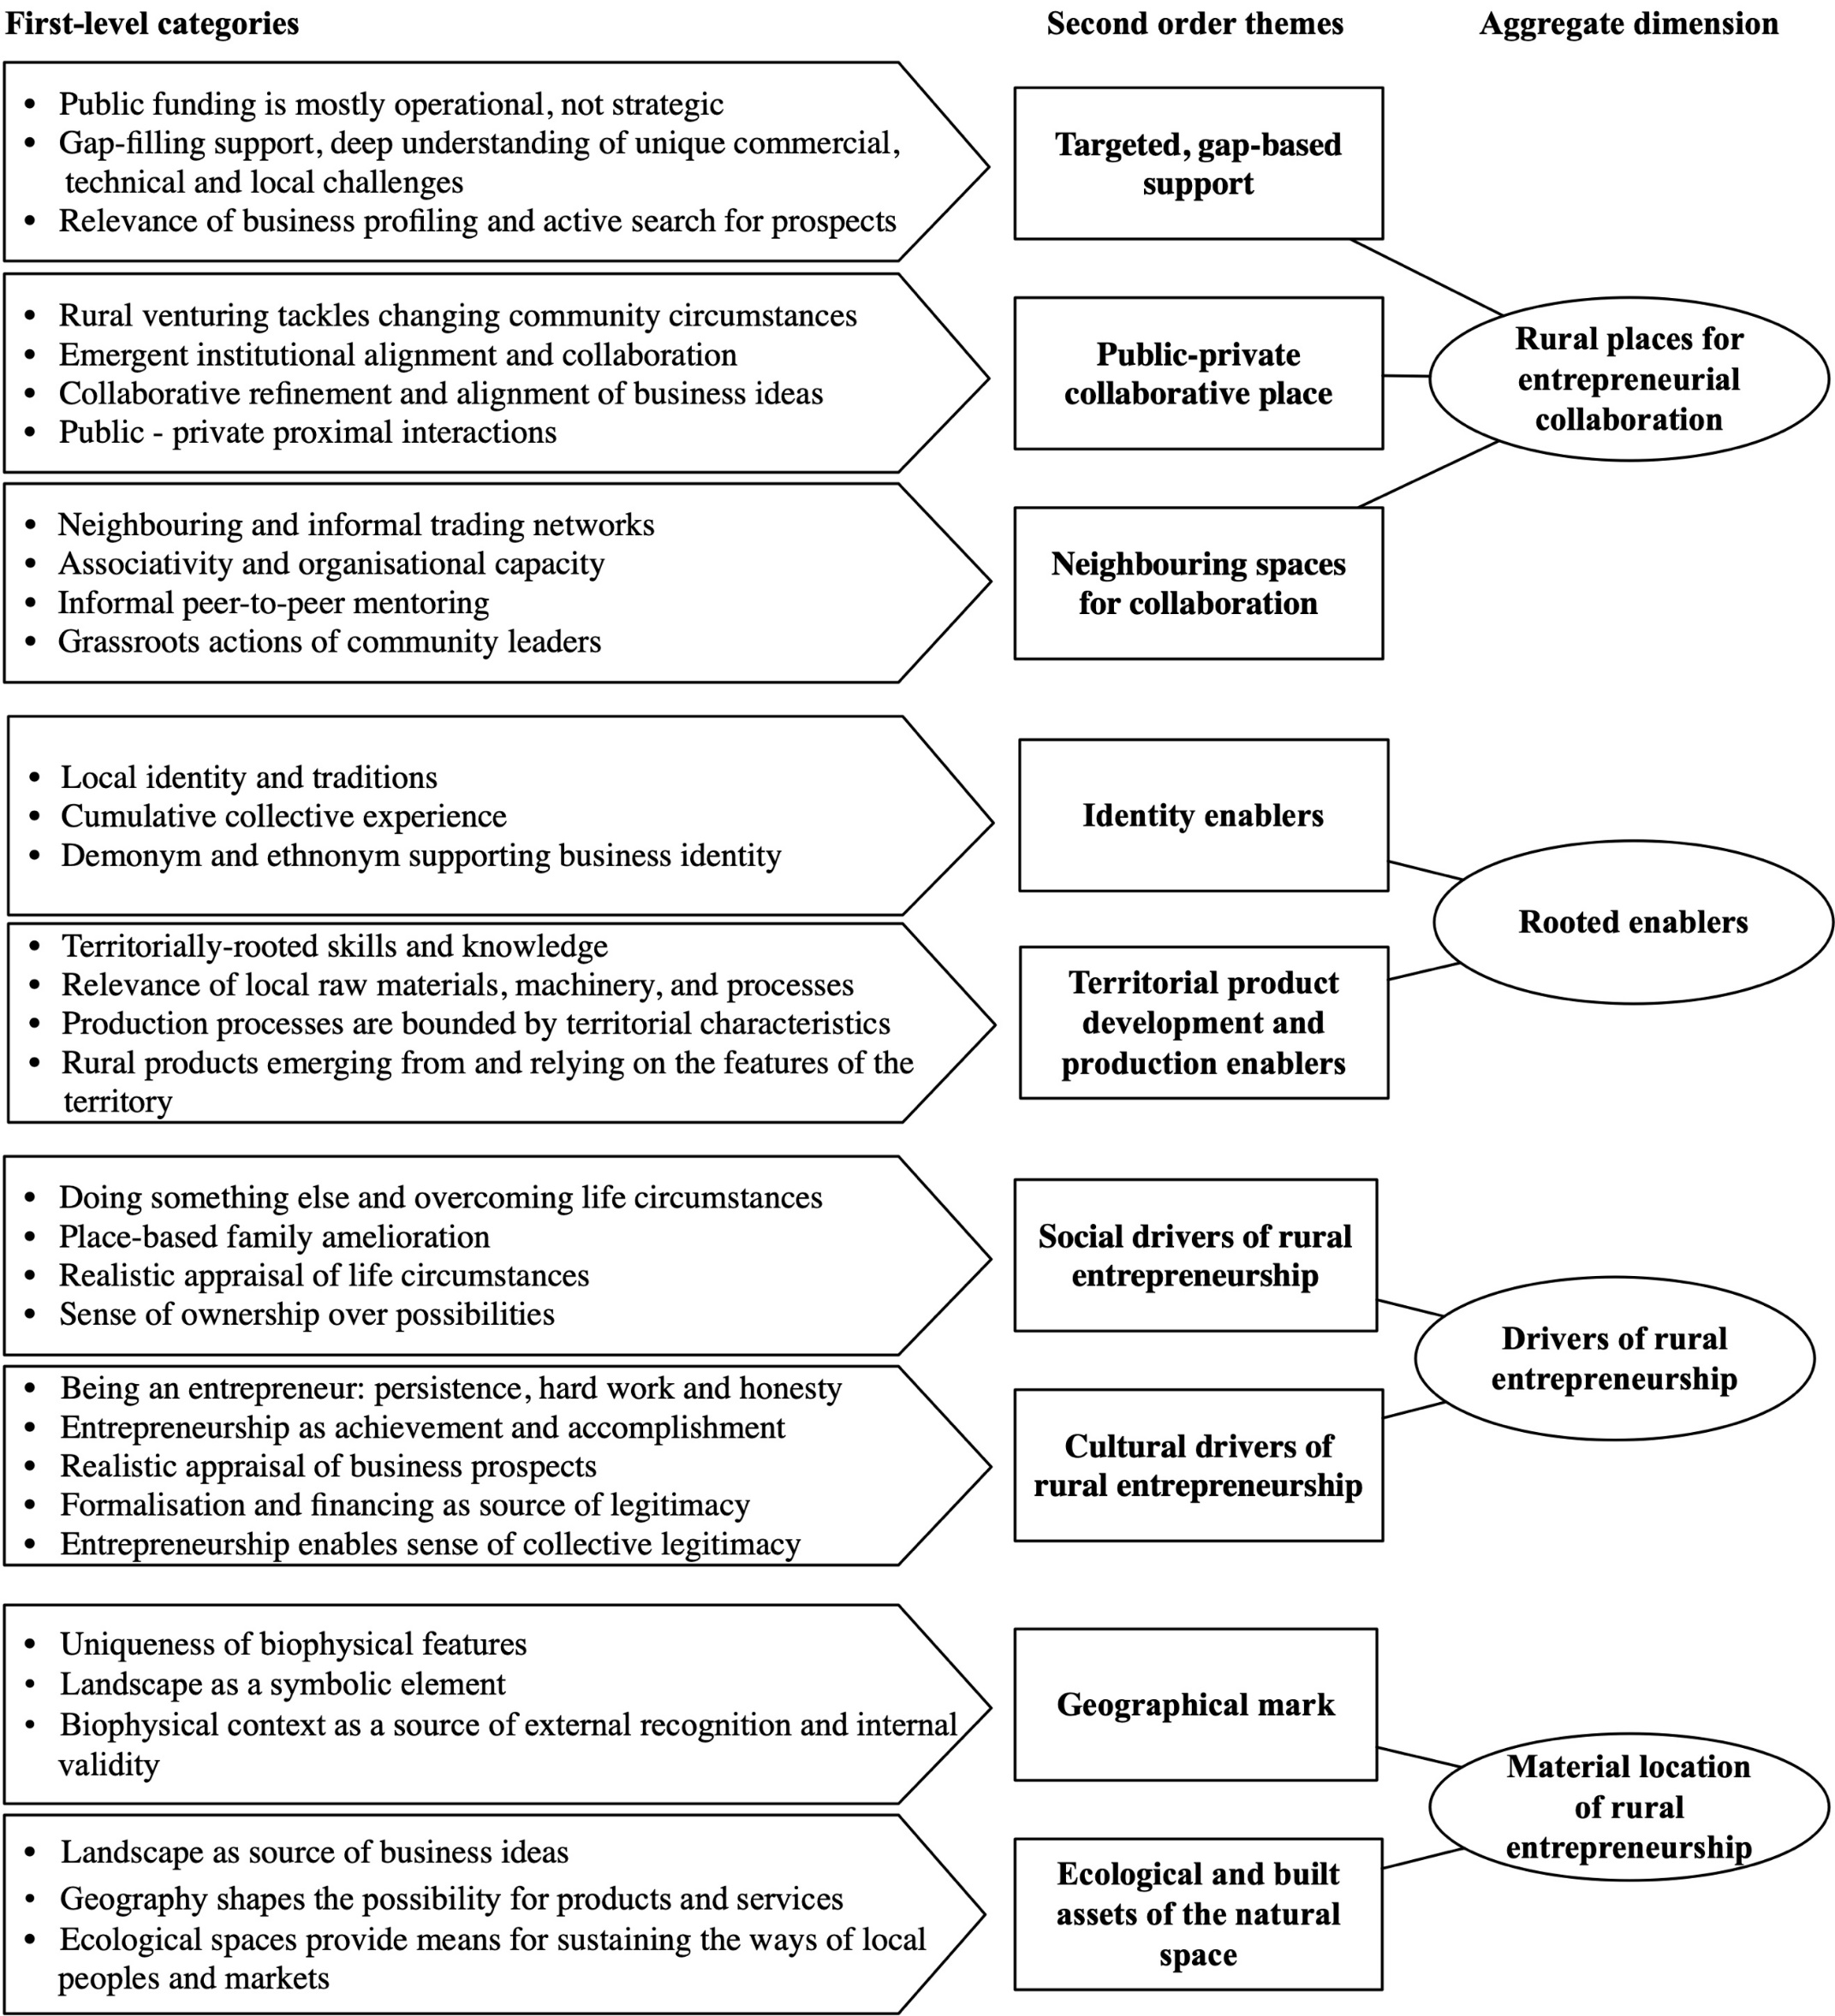 First-level categories
Second order themes
Aggregate dimension
• Public funding is mostly operational, not strategic
• Gap-filling support, deep understanding of unique commercial,
technical and local challenges
• Relevance of business profiling and active search for prospects
Targeted, gap-based
support
• Rural venturing tackles changing community circumstances
• Emergent institutional alignment and collaboration
• Collaborative refinement and alignment of business ideas
• Public - private proximal interactions
Public-private
collaborative place
Rural places for
entrepreneurial
collaboration
• Neighbouring and informal trading networks
• Associativity and organisational capacity
• Informal peer-to-peer mentoring
• Grassroots actions of community leaders
Neighbouring spaces
for collaboration
• Local identity and traditions
• Cumulative collective experience
• Demonym and ethnonym supporting business identity
Identity enablers
Rooted enablers
• Territorially-rooted skills and knowledge
• Relevance of local raw materials, machinery, and processes
• Production processes are bounded by territorial characteristics
• Rural products emerging from and relying on the features of the
territory
Territorial product
development and
production enablers
• Doing something else and overcoming life circumstances
• Place-based family amelioration
• Realistic appraisal of life circumstances
• Sense of ownership over possibilities
Social drivers of rural
entrepreneurship
Drivers of rural
entrepreneurship
• Being an entrepreneur: persistence, hard work and honesty
• Entrepreneurship as achievement and accomplishment
• Realistic appraisal of business prospects
• Formalisation and financing as source of legitimacy
• Entrepreneurship enables sense of collective legitimacy
Cultural drivers of
rural entrepreneurship
• Uniqueness of biophysical features
• Landscape as a symbolic element
• Biophysical context as a source of external recognition and internal
validity
Geographical mark
Material location
of rural
entrepreneurship
• Landscape as source of business ideas
• Geography shapes the possibility for products and services
• Ecological spaces provide means for sustaining the ways of local
peoples and markets
Ecological and built
assets of the natural
space